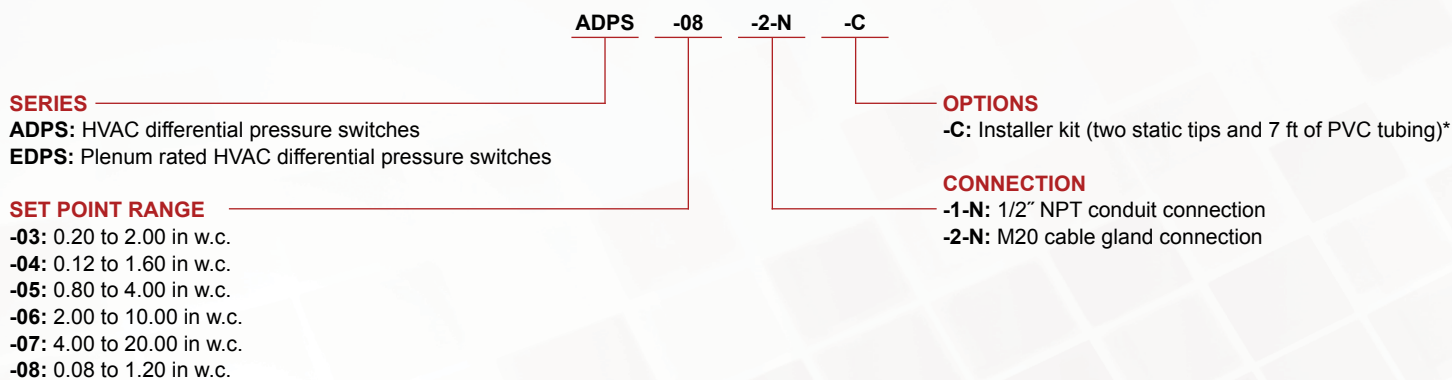 ADPS -08 -2-N -C
SERIES
ADPS: HVAC differential pressure switches
EDPS: Plenum rated HVAC differential pressure switches
SET POINT RANGE
-03: 0.20 to 2.00 in w.c.
-04: 0.12 to 1.60 in w.c.
-05: 0.80 to 4.00 in w.c.
-06: 2.00 to 10.00 in w.c.
-07: 4.00 to 20.00 in w.c.
-08: 0.08 to 1.20 in w.c.
OPTIONS
-C: Installer kit (two static tips and 7 ft of PVC tubing)*
CONNECTION
-1-N: 1/2˝ NPT conduit connection
-2-N: M20 cable gland connection